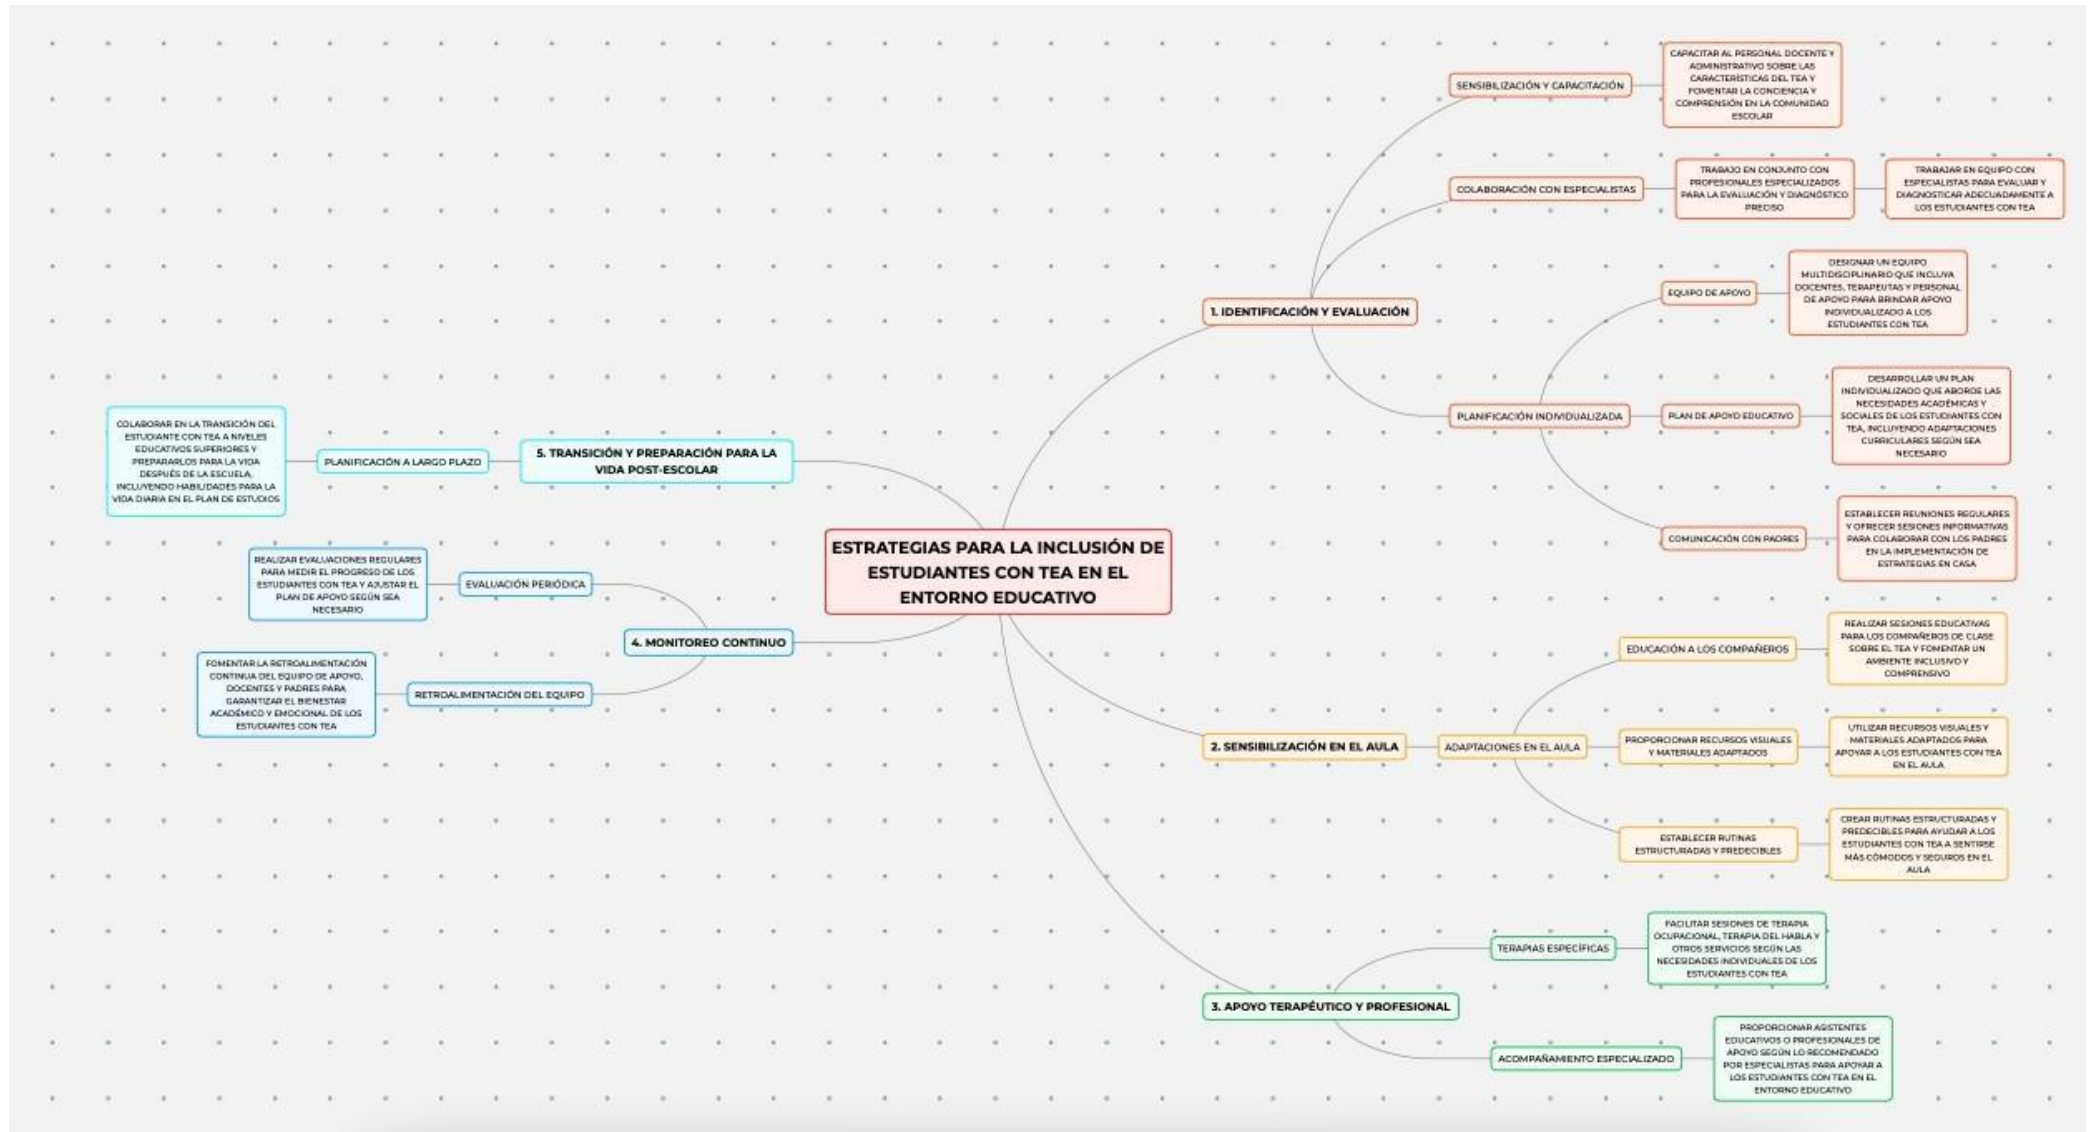 ESTRATEGIAS PARA LA INCLUSIÓN DE
ESTUDIANTES CON TEA EN EL
ENTORNO EDUCATIVO
1. IDENTIFICACIÓN Y EVALUACIÓN
SENSIBILIZACIÓN Y CAPACITACIÓN
CAPACITAR AL PERSONAL DOCENTE Y
ADMINISTRATIVO SOBRE LAS
CARACTERÍSTICAS DEL TEA Y
FOMENTAR LA CONCIENCIA Y
COMPRENSIÓN EN LA COMUNIDAD
ESCOLAR
COLABORACIÓN CON ESPECIALISTAS
TRABAJO EN CONJUNTO CON
PROFESIONALES ESPECIALIZADOS
PARA LA EVALUACIÓN Y DIAGNÓSTICO
PRECISO
TRABAJAR EN EQUIPO CON
ESPECIALISTAS PARA EVALUAR Y
DIAGNOSTICAR ADECUADAMENTE A
LOS ESTUDIANTES CON TEA
PLANIFICACIÓN INDIVIDUALIZADA
EQUIPO DE APOYO
DESIGNAR UN EQUIPO
MULTIDISCIPLINARIO QUE INCLUYA
DOCENTES, TERAPEUTAS Y PERSONAL
DE APOYO PARA BRINDAR APOYO
INDIVIDUALIZADO A LOS
ESTUDIANTES CON TEA
PLAN DE APOYO EDUCATIVO
DESARROLLAR UN PLAN
INDIVIDUALIZADO QUE ABORDE LAS
NECESIDADES ACADÉMICAS Y
SOCIALES DE LOS ESTUDIANTES CON
TEA, INCLUYENDO ADAPTACIONES
CURRICULARES SEGÚN SEA
NECESARIO
COMUNICACIÓN CON PADRES
ESTABLECER REUNIONES REGULARES
Y OFRECER SESIONES INFORMATIVAS
PARA COLABORAR CON LOS PADRES
EN LA IMPLEMENTACIÓN DE
ESTRATEGIAS EN CASA
2. SENSIBILIZACIÓN EN EL AULA
ADAPTACIONES EN EL AULA
EDUCACIÓN A LOS COMPAÑEROS
REALIZAR SESIONES EDUCATIVAS
PARA LOS COMPAÑEROS DE CLASE
SOBRE EL TEA Y FOMENTAR UN
AMBIENTE INCLUSIVO Y
COMPRENSIVO
PROPORCIONAR RECURSOS VISUALES
Y MATERIALES ADAPTADOS
UTILIZAR RECURSOS VISUALES Y
MATERIALES ADAPTADOS PARA
APOYAR A LOS ESTUDIANTES CON TEA
EN EL AULA
ESTABLECER RUTINAS
ESTRUCTURADAS Y PREDECIBLES
CREAR RUTINAS ESTRUCTURADAS Y
PREDECIBLES PARA AYUDAR A LOS
ESTUDIANTES CON TEA A SENTIRSE
MÁS CÓMODOS Y SEGUROS EN EL
AULA
3. APOYO TERAPÉUTICO Y PROFESIONAL
TERAPIAS ESPECÍFICAS
FACILITAR SESIONES DE TERAPIA
OCUPACIONAL, TERAPIA DEL HABLA Y
OTROS SERVICIOS SEGÚN LAS
NECESIDADES INDIVIDUALES DE LOS
ESTUDIANTES CON TEA
ACOMPAÑAMIENTO ESPECIALIZADO
PROPORCIONAR ASISTENTES
EDUCATIVOS O PROFESIONALES DE
APOYO SEGÚN LO RECOMENDADO
POR ESPECIALISTAS PARA APOYAR A
LOS ESTUDIANTES CON TEA EN EL
ENTORNO EDUCATIVO
4. MONITOREO CONTINUO
EVALUACIÓN PERIÓDICA
REALIZAR EVALUACIONES REGULARES
PARA MEDIR EL PROGRESO DE LOS
ESTUDIANTES CON TEA Y AJUSTAR EL
PLAN DE APOYO SEGÚN SEA
NECESARIO
RETROALIMENTACIÓN DEL EQUIPO
FOMENTAR LA RETROALIMENTACIÓN
CONTINUA DEL EQUIPO DE APOYO,
DOCENTES Y PADRES PARA
GARANTIZAR EL BIENESTAR
ACADÉMICO Y EMOCIONAL DE LOS
ESTUDIANTES CON TEA
5. TRANSICIÓN Y PREPARACIÓN PARA LA
VIDA POST-ESCOLAR
PLANIFICACIÓN A LARGO PLAZO
COLABORAR EN LA TRANSICIÓN DEL
ESTUDIANTE CON TEA A NIVELES
EDUCATIVOS SUPERIORES Y
PREPARARLOS PARA LA VIDA
DESPUÉS DE LA ESCUELA,
INCLUYENDO HABILIDADES PARA LA
VIDA DIARIA EN EL PLAN DE ESTUDIOS